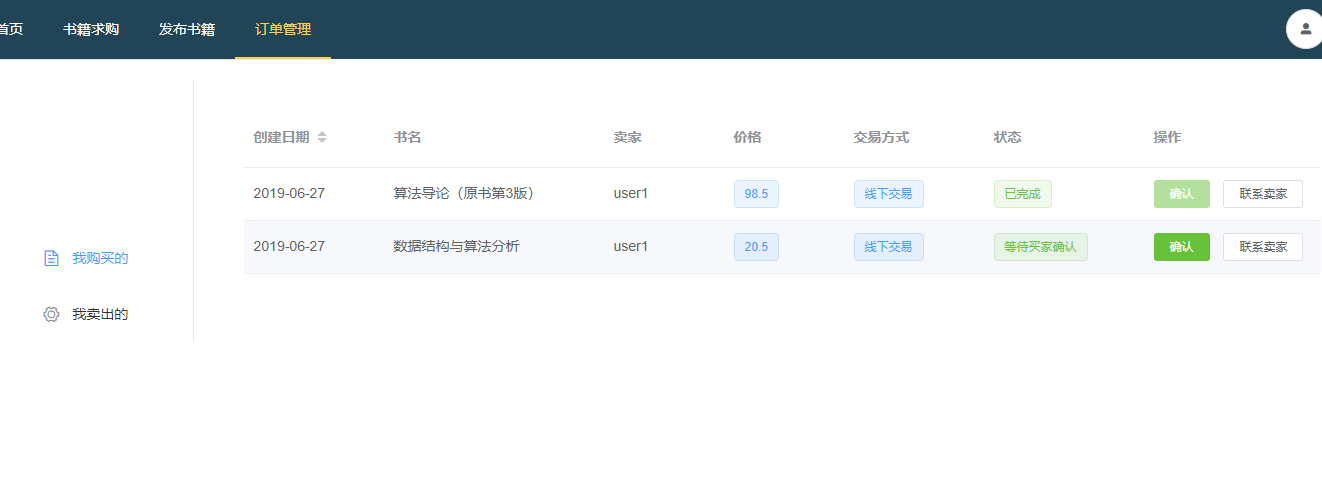 首页 书籍求购 发布书籍 订单管理
创建日期 书名 卖家 价格 交易方式 状态 操作
2019-06-27 算法导论（原书第3版） user1 98.5 线下交易 已完成 确认 联系卖家
2019-06-27 数据结构与算法分析 user1 20.5 线下交易 等待买家确认 确认 联系卖家
我购买的
我卖出的